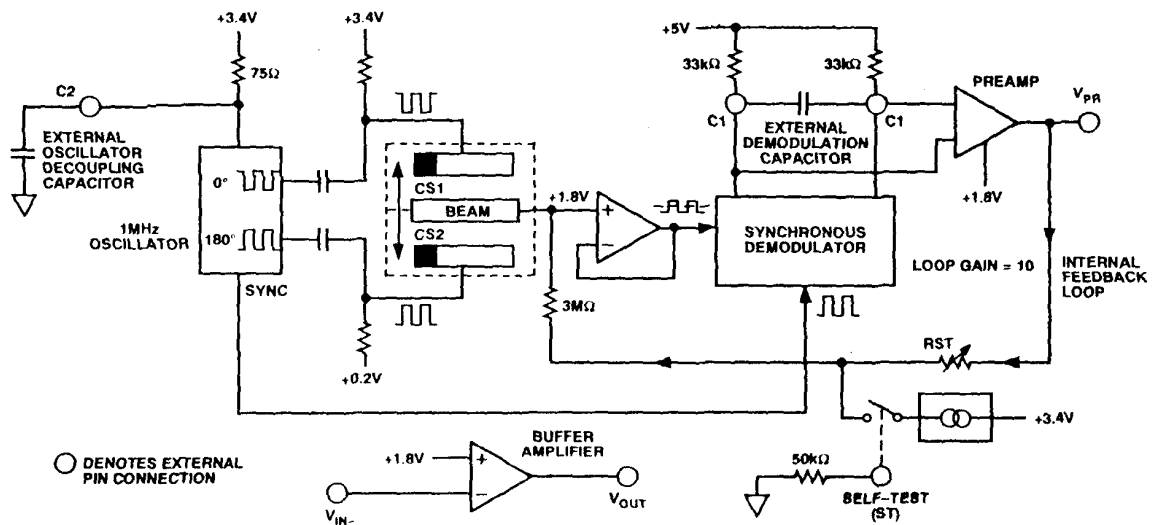 +3.4V
+3.4V
+5V
75Ω
33kΩ
33kΩ
PREAMP
C2
C1
C1
VPR
EXTERNAL
OSCILLATOR
DECOUPLING
CAPACITOR
EXTERNAL
DEMODULATION
CAPACITOR
0°
CS1
+1.8V
+1.8V
BEAM
+
−
1MHz
OSCILLATOR
180°
CS2
SYNCHRONOUS
DEMODULATOR
LOOP GAIN = 10
INTERNAL
FEEDBACK
LOOP
SYNC
3MΩ
RST
+0.2V
+3.4V
BUFFER
AMPLIFIER
DENOTES EXTERNAL
PIN CONNECTION
+1.8V
+
−
50kΩ
VIN-
VOUT
SELF-TEST
(ST)